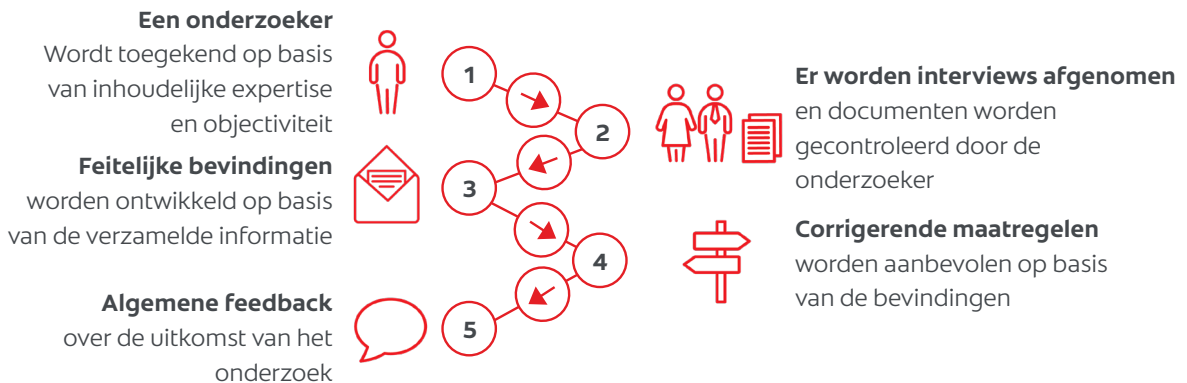 Een onderzoeker
Wordt toegekend op basis
van inhoudelijke expertise
en objectiviteit
1
2
Er worden interviews afgenomen
en documenten worden
gecontroleerd door de
onderzoeker
Feitelijke bevindingen
worden ontwikkeld op basis
van de verzamelde informatie
3
4
Corrigerende maatregelen
worden aanbevolen op basis
van de bevindingen
Algemene feedback
over de uitkomst van het
onderzoek
5